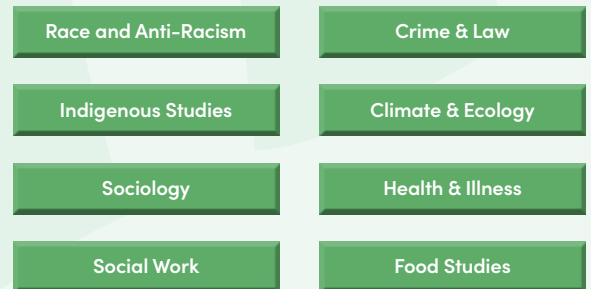 Race and Anti-Racism
Crime & Law
Indigenous Studies
Climate & Ecology
Sociology
Health & Illness
Social Work
Food Studies